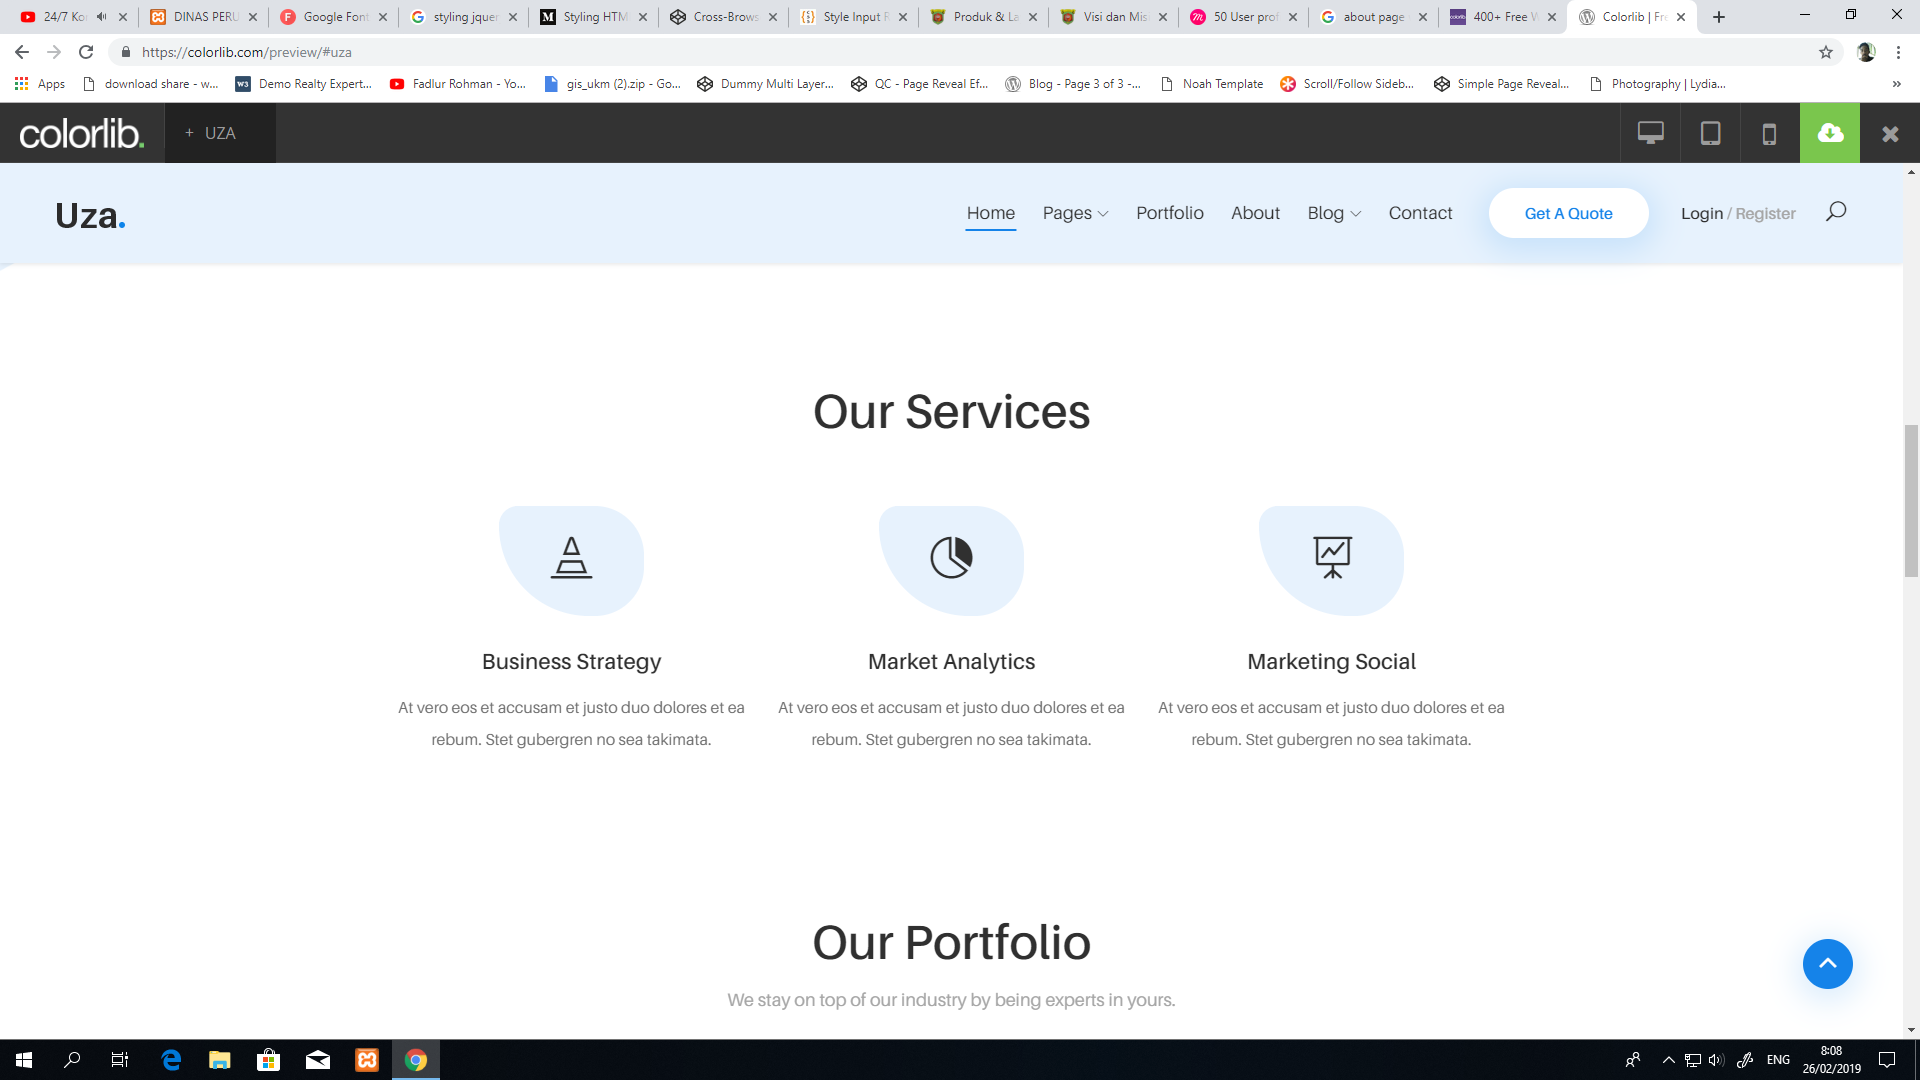 24/7 Kor
DINAS PERU
Google Font
styling jquer
Styling HTM
Cross-Brows
Style Input R
Produk & La
Visi dan Misi
50 User prof
about page
400+ Free W
Colorlib | Fre
https://colorlib.com/preview/#uza
Apps
download share - w...
Demo Realty Expert...
Fadlur Rohman - Yo...
gis_ukm (2).zip - Go...
Dummy Multi Layer...
QC - Page Reveal Ef...
Blog - Page 3 of 3 -...
Noah Template
Scroll/Follow Sideb...
Simple Page Reveal...
Photography | Lydia...
»
colorlib.
+ UZA
Uza.
Home
Pages
Portfolio
About
Blog
Contact
Get A Quote
Login / Register
Our Services
Business Strategy
At vero eos et accusam et justo duo dolores et ea
rebum. Stet gubergren no sea takimata.
Market Analytics
At vero eos et accusam et justo duo dolores et ea
rebum. Stet gubergren no sea takimata.
Marketing Social
At vero eos et accusam et justo duo dolores et ea
rebum. Stet gubergren no sea takimata.
Our Portfolio
We stay on top of our industry by being experts in yours.
ENG
8:08
26/02/2019